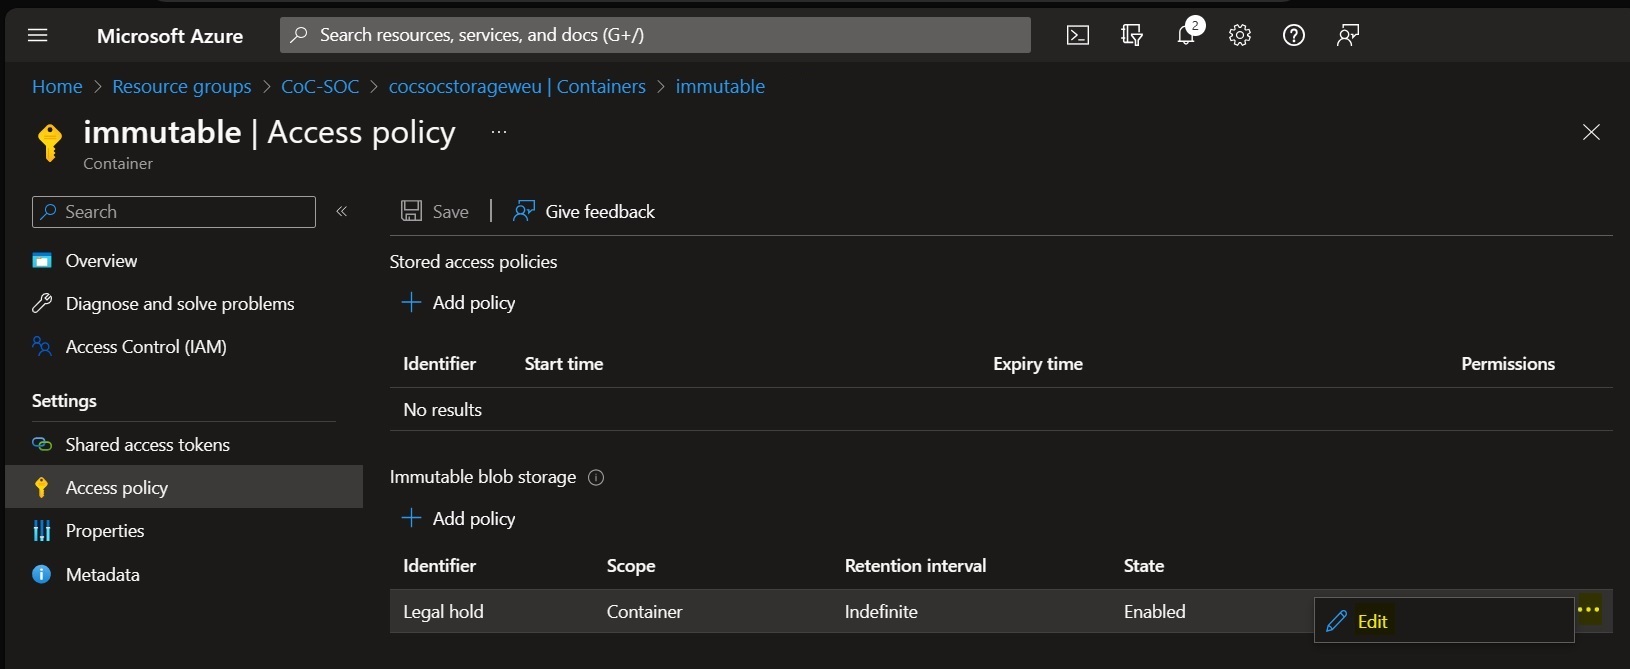 Microsoft Azure
Search resources, services, and docs (G+/)
2
Home > Resource groups > CoC-SOC > cocsocstorageweu | Containers > immutable
immutable | Access policy ...
Container
Search
Save | Give feedback
Overview
Diagnose and solve problems
Access Control (IAM)
Settings
Shared access tokens
Access policy
Properties
Metadata
Stored access policies
+ Add policy
Identifier Start time Expiry time Permissions
No results
Immutable blob storage
+ Add policy
Identifier Scope Retention interval State
Legal hold Container Indefinite Enabled ...
Edit